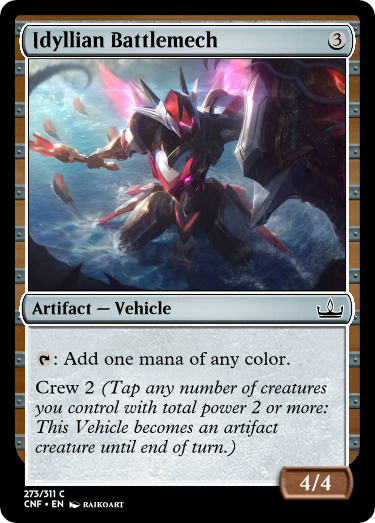 Idyllian Battlemech 3
Artifact — Vehicle
: Add one mana of any color.
Crew 2 (Tap any number of creatures
you control with total power 2 or more:
This Vehicle becomes an artifact
creature until end of turn.)
4/4
273/311 C
CNF • EN RAIKOART